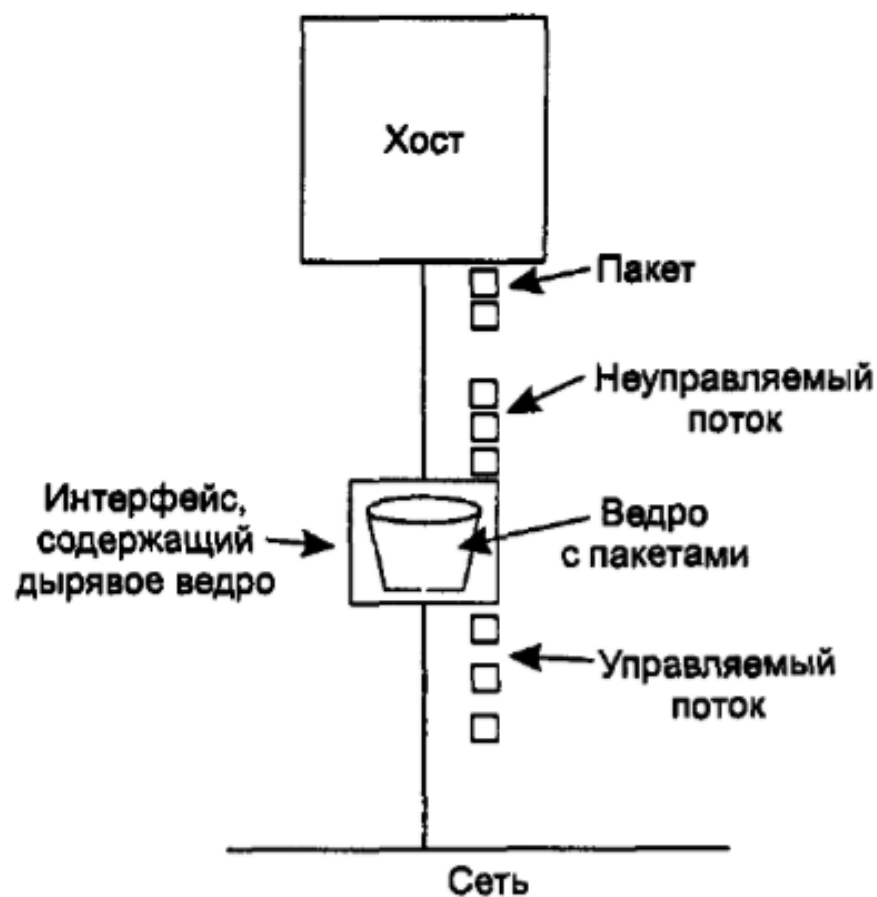 Хост
Пакет
Неуправляемый
поток
Интерфейс,
содержащий
дырявое ведро
Ведро
с пакетами
Управляемый
поток
Сеть